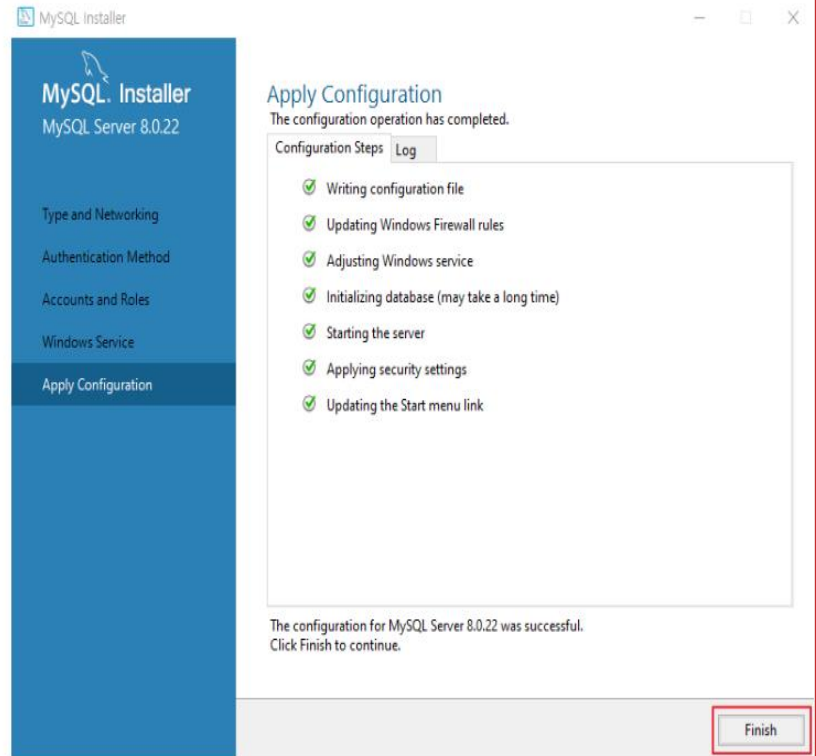 MySQL Installer
MySQL. Installer
MySQL Server 8.0.22
Type and Networking
Authentication Method
Accounts and Roles
Windows Service
Apply Configuration
Apply Configuration
The configuration operation has completed.
Configuration Steps Log
Writing configuration file
Updating Windows Firewall rules
Adjusting Windows service
Initializing database (may take a long time)
Starting the server
Applying security settings
Updating the Start menu link
The configuration for MySQL Server 8.0.22 was successful.
Click Finish to continue.
Finish